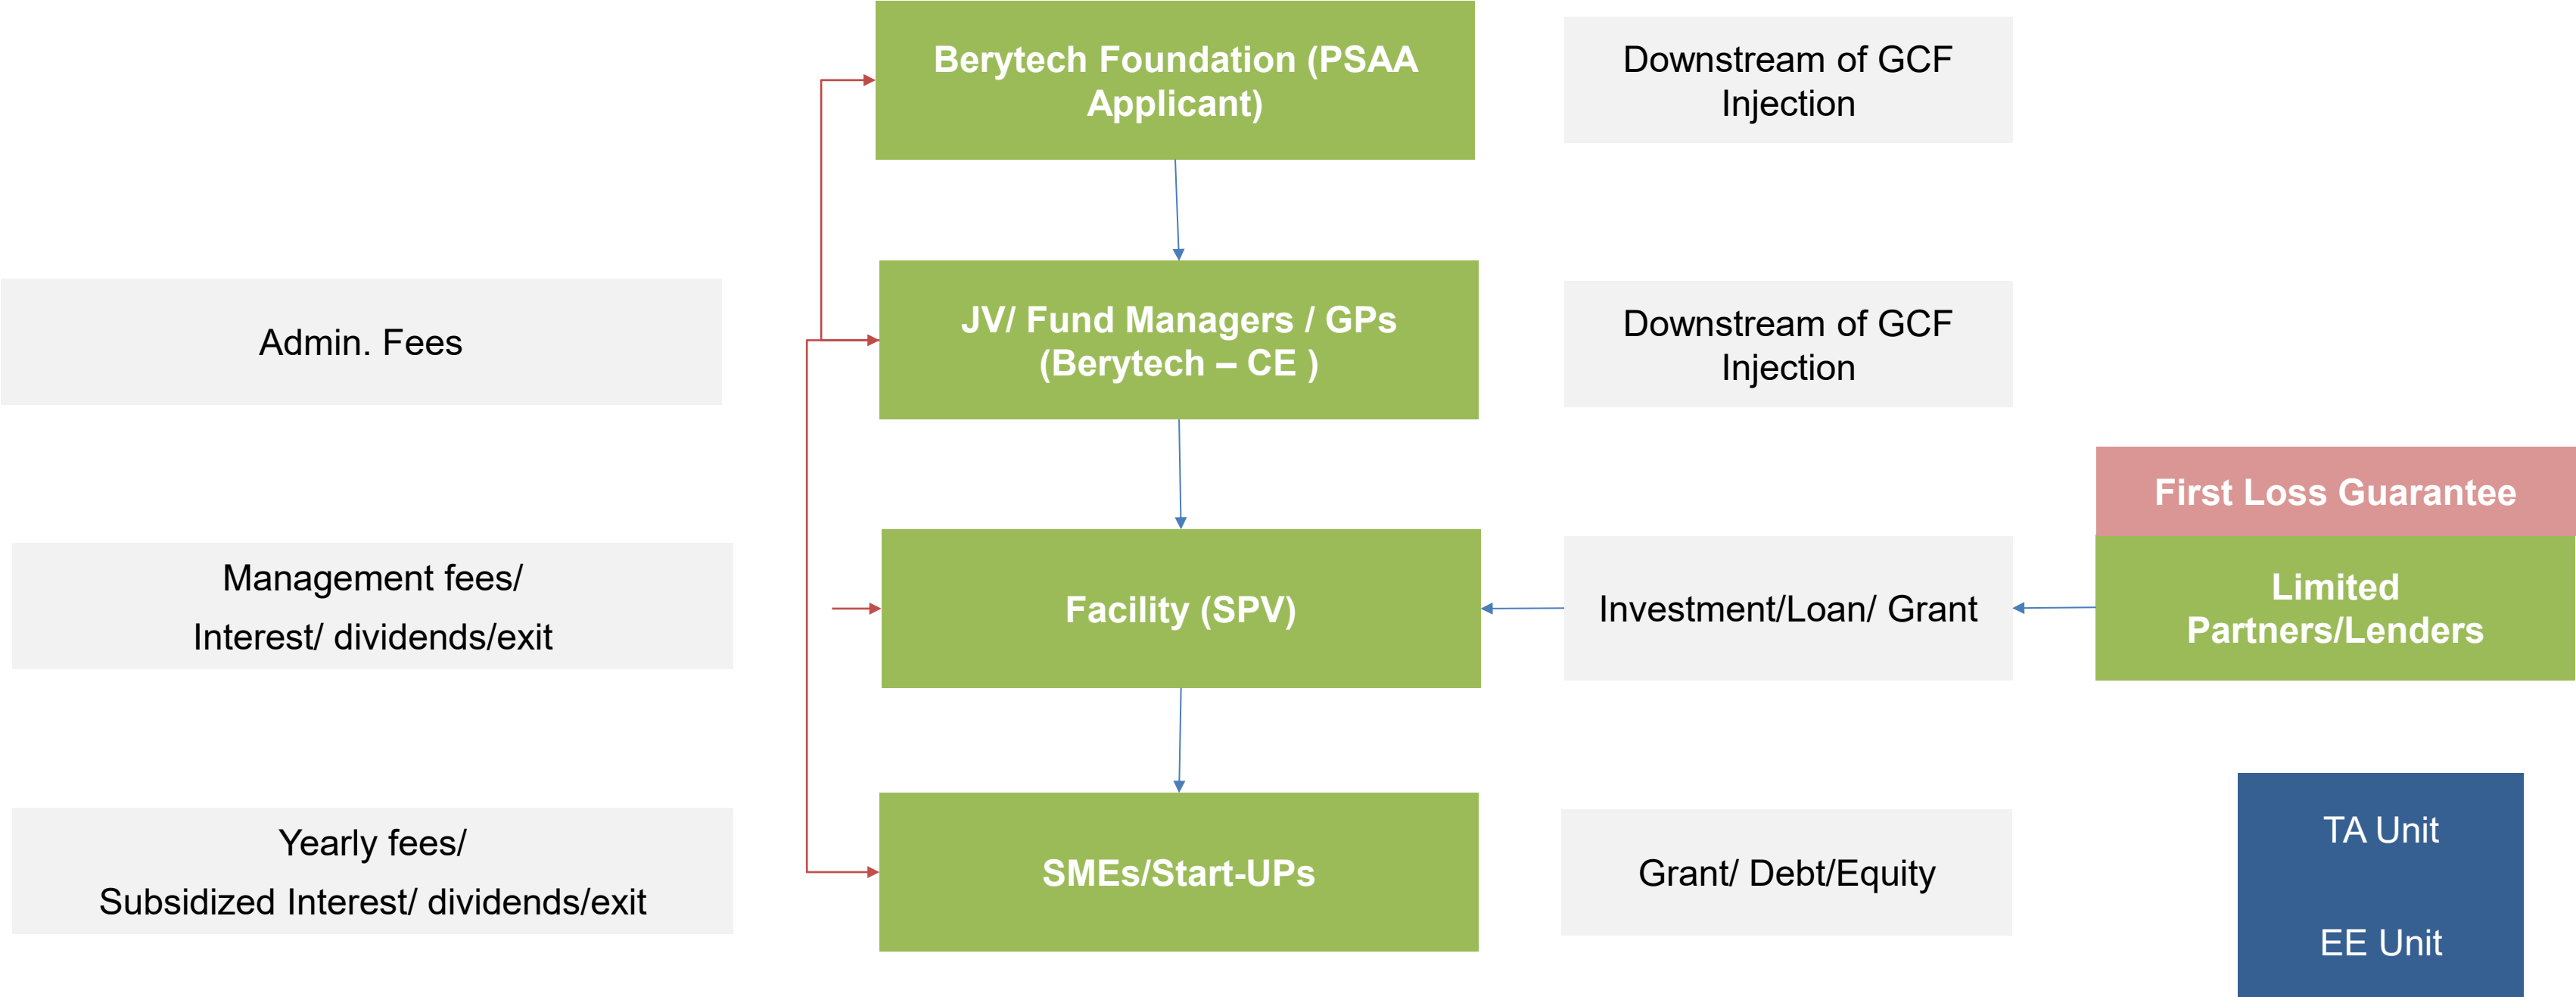 Berytech Foundation (PSAA
Applicant)
Downstream of GCF
Injection
Admin. Fees
JV/ Fund Managers / GPs
(Berytech – CE )
Downstream of GCF
Injection
First Loss Guarantee
Management fees/
Interest/ dividends/exit
Facility (SPV)
Investment/Loan/ Grant
Limited
Partners/Lenders
Yearly fees/
Subsidized Interest/ dividends/exit
SMEs/Start-UPs
Grant/ Debt/Equity
TA Unit
EE Unit